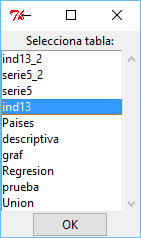 Selecciona tabla:
ind13_2
serie5_2
serie5
ind13
Paises
descriptiva
graf
Regresion
prueba
Union
OK